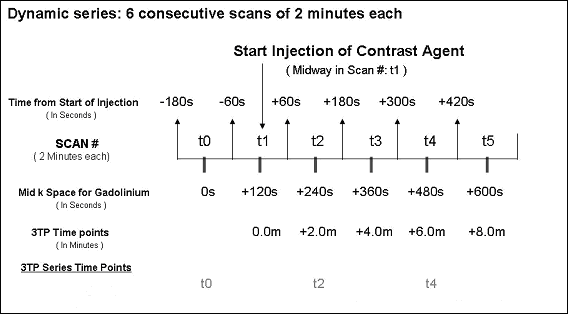 Dynamic series: 6 consecutive scans of 2 minutes each
Start Injection of Contrast Agent
( Midway in Scan #: t1 )
Time from Start of Injection -180s -60s +60s +180s +300s +420s
( In Seconds )
SCAN # t0 t1 t2 t3 t4 t5
( 2 Minutes each)
Mid k Space for Gadolinium 0s +120s +240s +360s +480s +600s
(In Seconds )
3TP Time points 0.0m +2.0m +4.0m +6.0m +8.0m
(In Minutes )
3TP Series Time Points
t0 t2 t4